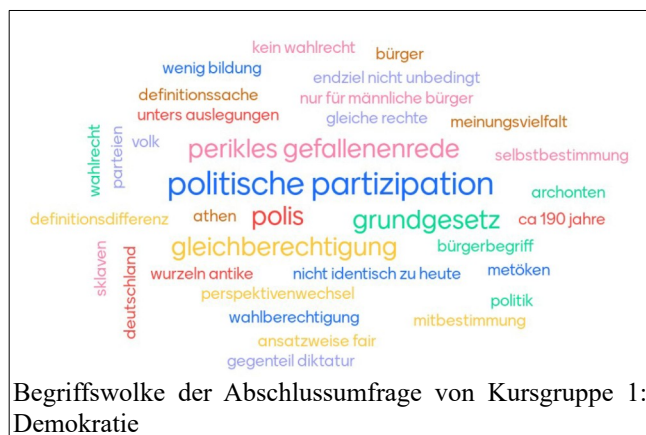 kein wahlrecht
bürger
wenig bildung
endziel nicht unbedingt
definitionssache
nur für männliche bürger
unters auslegungen
gleiche rechte
meinungsvielfalt
wahlrecht
parteien
volk
perikles gefallenenrede
selbstbestimmung
politische partizipation
archonten
definitionsdifferenz
athen
polis
grundgesetz
ca 190 jahre
gleichberechtigung
bürgerbegriff
sklaven
deutschland
wurzeln antike
nicht identisch zu heute
metöken
perspektivenwechsel
politik
wahlberechtigung
mitbestimmung
ansatzweise fair
gegenteil diktatur
Begriffswolke der Abschlussumfrage von Kursgruppe 1:
Demokratie